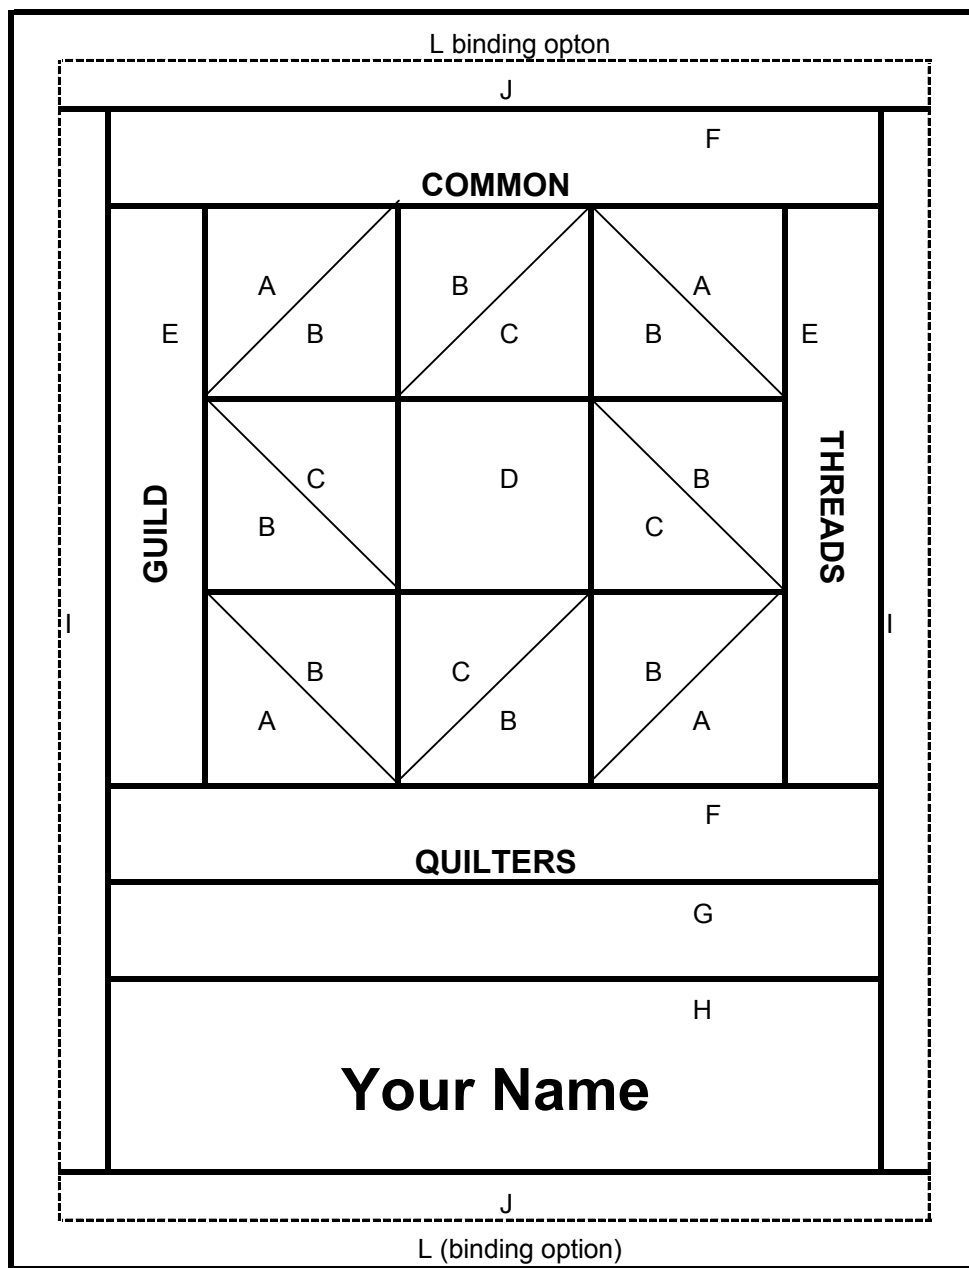 L binding opton
J
F
COMMON
A B A
E B C B E
C D B
B C
GUILD
THREADS
I I
B C B
A B A
F
QUILTERS
G
H
Your Name
J
L (binding option)